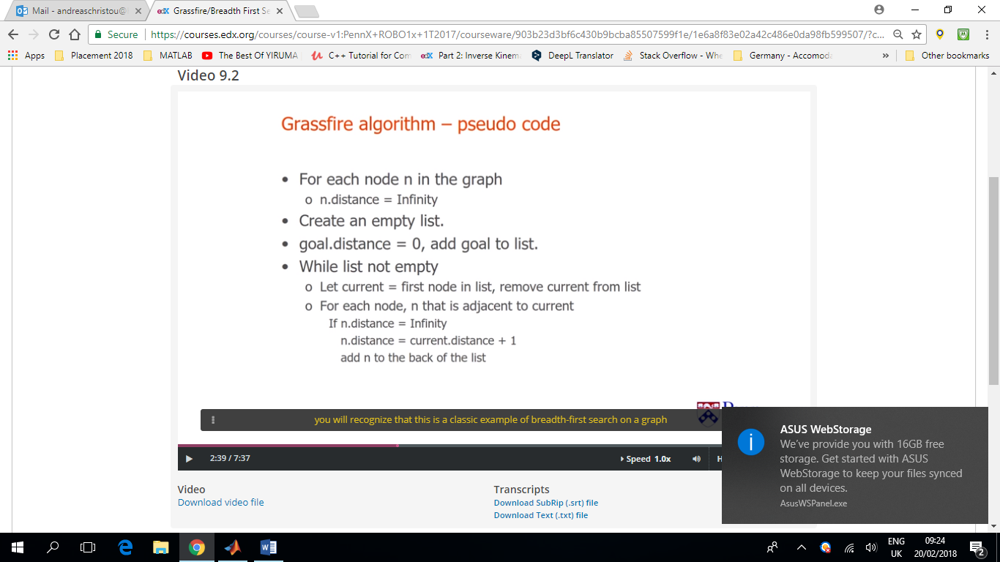 Mail - andreaschristou@
edX Grassfire/Breadth First Se
Secure
https://courses.edx.org/courses/course-v1:PennX+ROBO1x+1T2017/courseware/903b23d3bf6c430b9bcba85507599f1e/1e6a8f83e02a42c486e0da98fb599507/?c...
Apps
Placement 2018
MATLAB
The Best Of YIRUMA
C++ Tutorial for Com
edX Part 2: Inverse Kinem
DeepL Translator
Stack Overflow - Whe
Germany - Accomod
»
Other bookmarks
Video 9.2
Grassfire algorithm – pseudo code
• For each node n in the graph
o n.distance = Infinity
• Create an empty list.
• goal.distance = 0, add goal to list.
• While list not empty
o Let current = first node in list, remove current from list
o For each node, n that is adjacent to current
If n.distance = Infinity
n.distance = current.distance + 1
add n to the back of the list
you will recognize that this is a classic example of breadth-first search on a graph
2:39 / 7:37
Speed 1.0x
Video
Download video file
Transcripts
Download SubRip (.srt) file
Download Text (.txt) file
ASUS WebStorage
We've provide you with 16GB free
storage. Get started with ASUS
WebStorage to keep your files synced
on all devices.
AsusWSPanel.exe
ENG
UK
09:24
20/02/2018
2